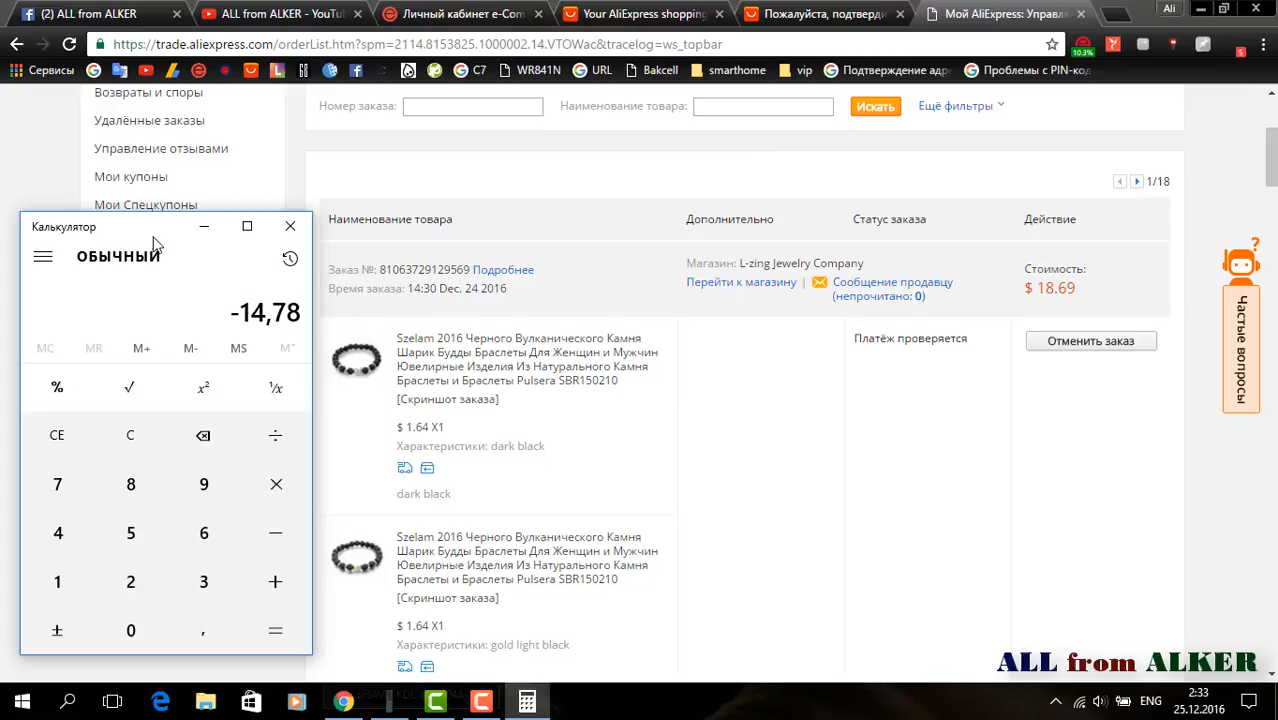 (2) ALL from ALKER
ALL from ALKER - YouTu
Личный кабинет e-Com
Your AliExpress shopping
Пожалуйста, подтверди
Мой AliExpress: Управл
Ali
https://trade.aliexpress.com/orderList.htm?spm=2114.8153825.1000002.14.VTOWac&tracelog=ws_topbar
10.3%
5
Сервисы
C7
WR841N
URL
Bakcell
smarthome
vip
Подтверждение адре
Проблемы с PIN-код
Возвраты и споры
Удалённые заказы
Управление отзывами
Мои купоны
Мои Спецкупоны
Номер заказа:
Наименование товара:
Искать
Ещё фильтры
1/18
Наименование товара
Дополнительно
Статус заказа
Действие
Заказ №: 81063729129569 Подробнее
Время заказа: 14:30 Dec. 24 2016
Магазин: L-zing Jewelry Company
Перейти к магазину |
Сообщение продавцу
(непрочитано: 0)
Стоимость:
$ 18.69
Szelam 2016 Черного Вулканического Камня
Шарик Будды Браслеты Для Женщин и Мужчин
Ювелирные Изделия Из Натурального Камня
Браслеты и Браслеты Pulsera SBR150210
[Скриншот заказа]
$ 1.64 X1
Характеристики: dark black
dark black
Платёж проверяется
Отменить заказ
Szelam 2016 Черного Вулканического Камня
Шарик Будды Браслеты Для Женщин и Мужчин
Ювелирные Изделия Из Натурального Камня
Браслеты и Браслеты Pulsera SBR150210
[Скриншот заказа]
$ 1.64 X1
Характеристики: gold light black
Частые вопросы
Калькулятор
ОБЫЧНЫЙ
-14,78
MC MR M+ M- MS M˅
% √ x² ¹/x
CE C ⌫ ÷
7 8 9 ×
4 5 6 −
1 2 3 +
± 0 , =
ALL from ALKER
ENG
2:33
25.12.2016